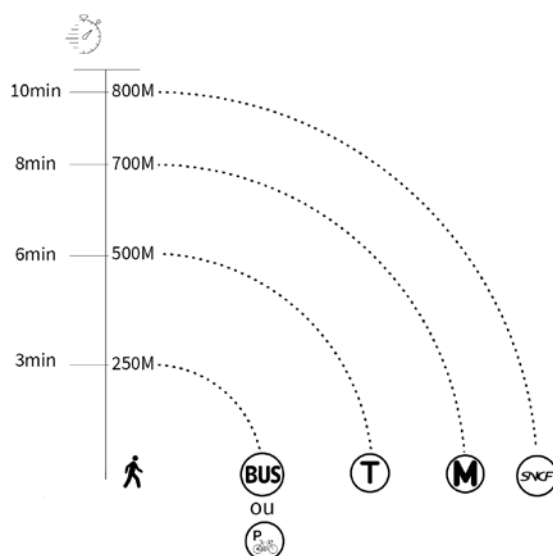 10min 800M
8min 700M
6min 500M
3min 250M
BUS T M SNCF
ou
P